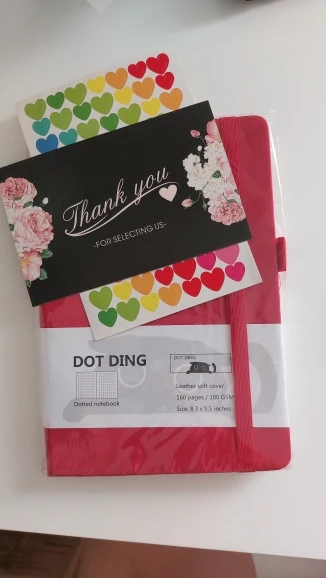 Thank you
-FOR SELECTING US-
DOT DING
Dotted notebook
DOT DING
Leather soft cover
160 pages / 100 GSM
Size: 8.3 x 5.5 inches